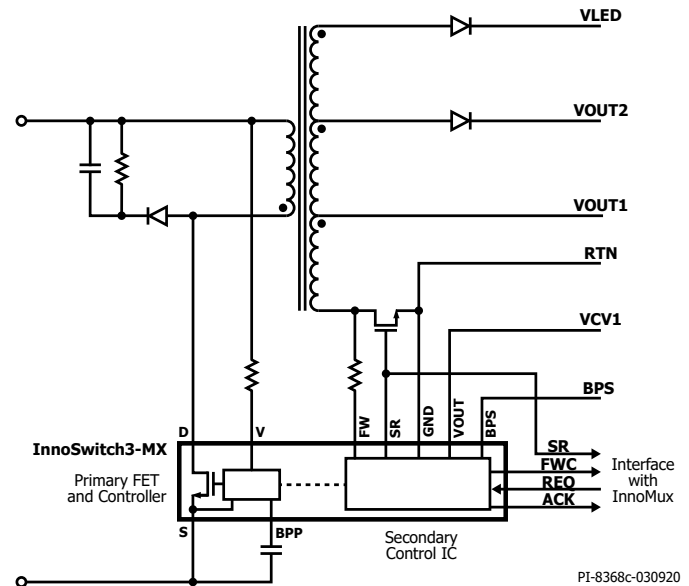 VLED
VOUT2
VOUT1
RTN
VCV1
BPS
D
V
FW
SR
GND
VOUT
BPS
InnoSwitch3-MX
Primary FET
and Controller
SR
FWC
REQ
ACK
Interface
with
InnoMux
S
BPP
Secondary
Control IC
PI-8368c-030920